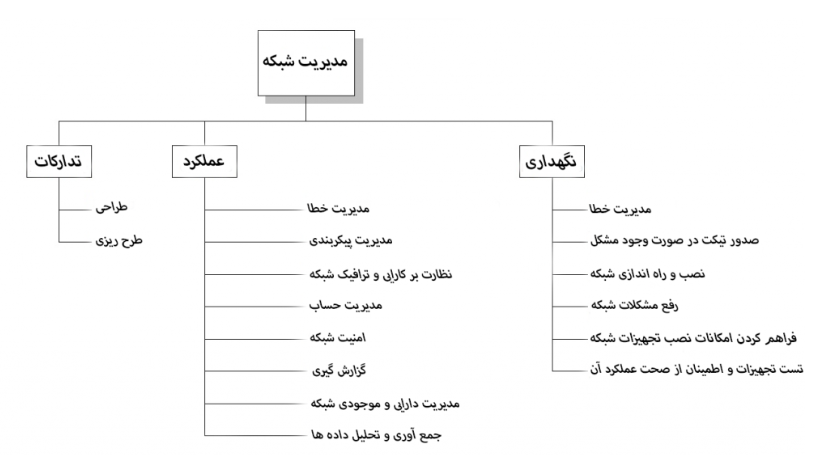 مدیریت شبکه
نگهداری
مدیریت خطا
صدور تیکت در صورت وجود مشکل
نصب و راه اندازی شبکه
رفع مشکلات شبکه
فراهم کردن امکانات نصب تجهیزات شبکه
تست تجهیزات و اطمینان از صحت عملکرد آن
عملکرد
مدیریت خطا
مدیریت پیکربندی
نظارت بر کارایی و ترافیک شبکه
مدیریت حساب
امنیت شبکه
گزارش گیری
مدیریت دارایی و موجودی شبکه
جمع آوری و تحلیل داده ها
تدارکات
طراحی
طرح ریزی